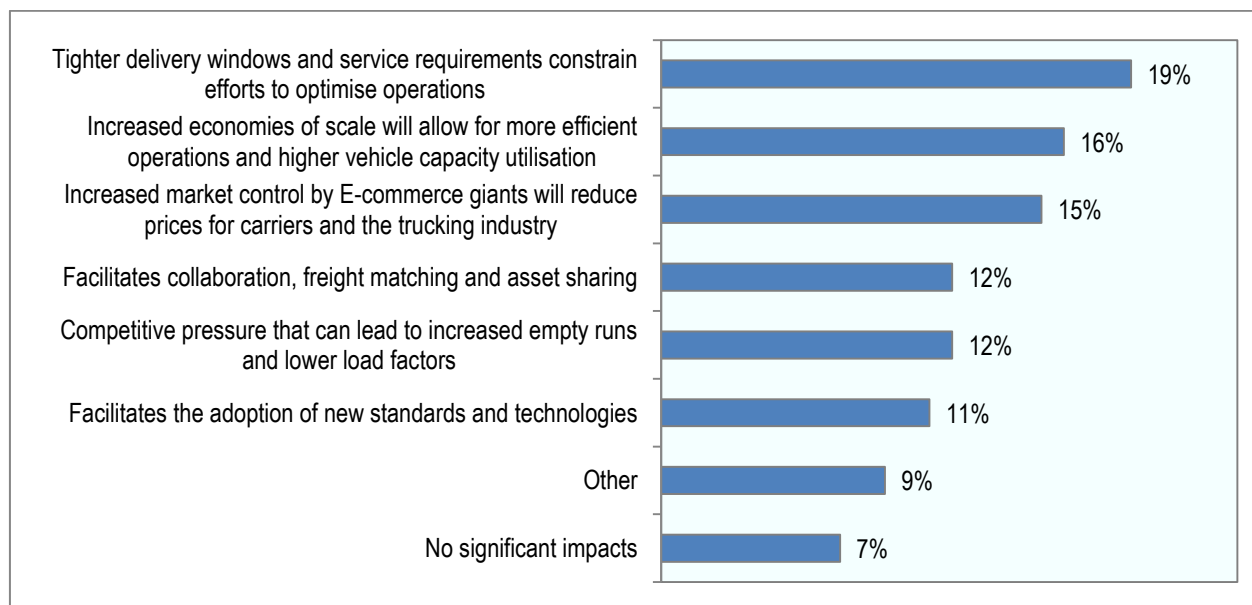 Tighter delivery windows and service requirements constrain
efforts to optimise operations
19%
Increased economies of scale will allow for more efficient
operations and higher vehicle capacity utilisation
16%
Increased market control by E-commerce giants will reduce
prices for carriers and the trucking industry
15%
Facilitates collaboration, freight matching and asset sharing
12%
Competitive pressure that can lead to increased empty runs
and lower load factors
12%
Facilitates the adoption of new standards and technologies
11%
Other
9%
No significant impacts
7%